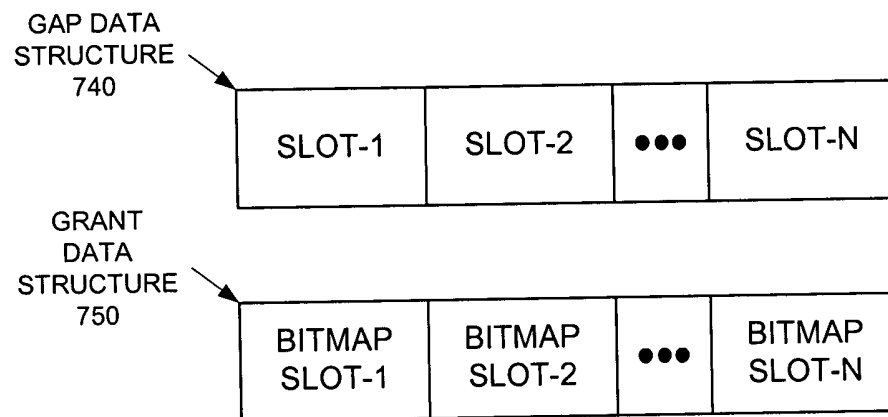 GAP DATA
STRUCTURE
740
SLOT-1 SLOT-2 ●●● SLOT-N
GRANT
DATA
STRUCTURE
750
BITMAP BITMAP ●●● BITMAP
SLOT-1 SLOT-2 SLOT-N